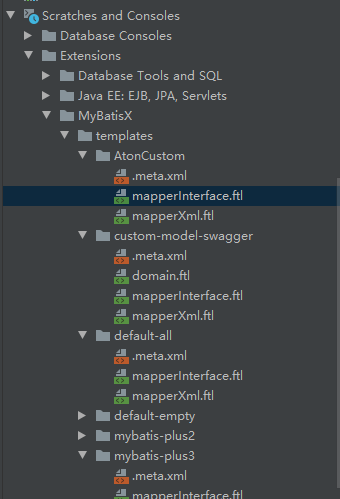 Scratches and Consoles
Database Consoles
Extensions
Database Tools and SQL
Java EE: EJB, JPA, Servlets
MyBatisX
templates
AtonCustom
.meta.xml
mapperInterface.ftl
mapperXml.ftl
custom-model-swagger
.meta.xml
domain.ftl
mapperInterface.ftl
mapperXml.ftl
default-all
.meta.xml
mapperInterface.ftl
mapperXml.ftl
default-empty
mybatis-plus2
mybatis-plus3
.meta.xml
mapperInterface.ftl